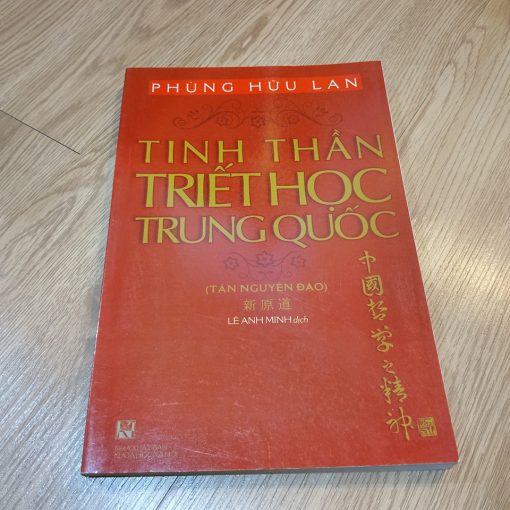 PHÙNG HỮU LAN
TINH THẦN
TRIẾT HỌC
TRUNG QUỐC
(TÂN NGUYÊN ĐẠO)
新原道
LÊ ANH MINH dịch
中國哲學之精神